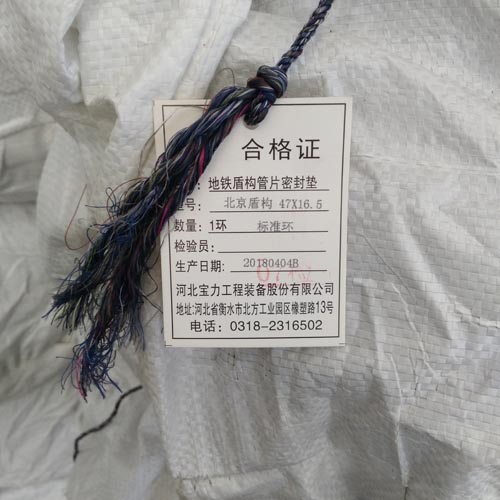 合格证
: 地铁盾构管片密封垫
型号: 北京盾构 47X16.5
数量: 1环 标准环
检验员:
生产日期: 20180404B
河北宝力工程装备股份有限公司
地址:河北省衡水市北方工业园区橡塑路13号
电话: 0318-2316502